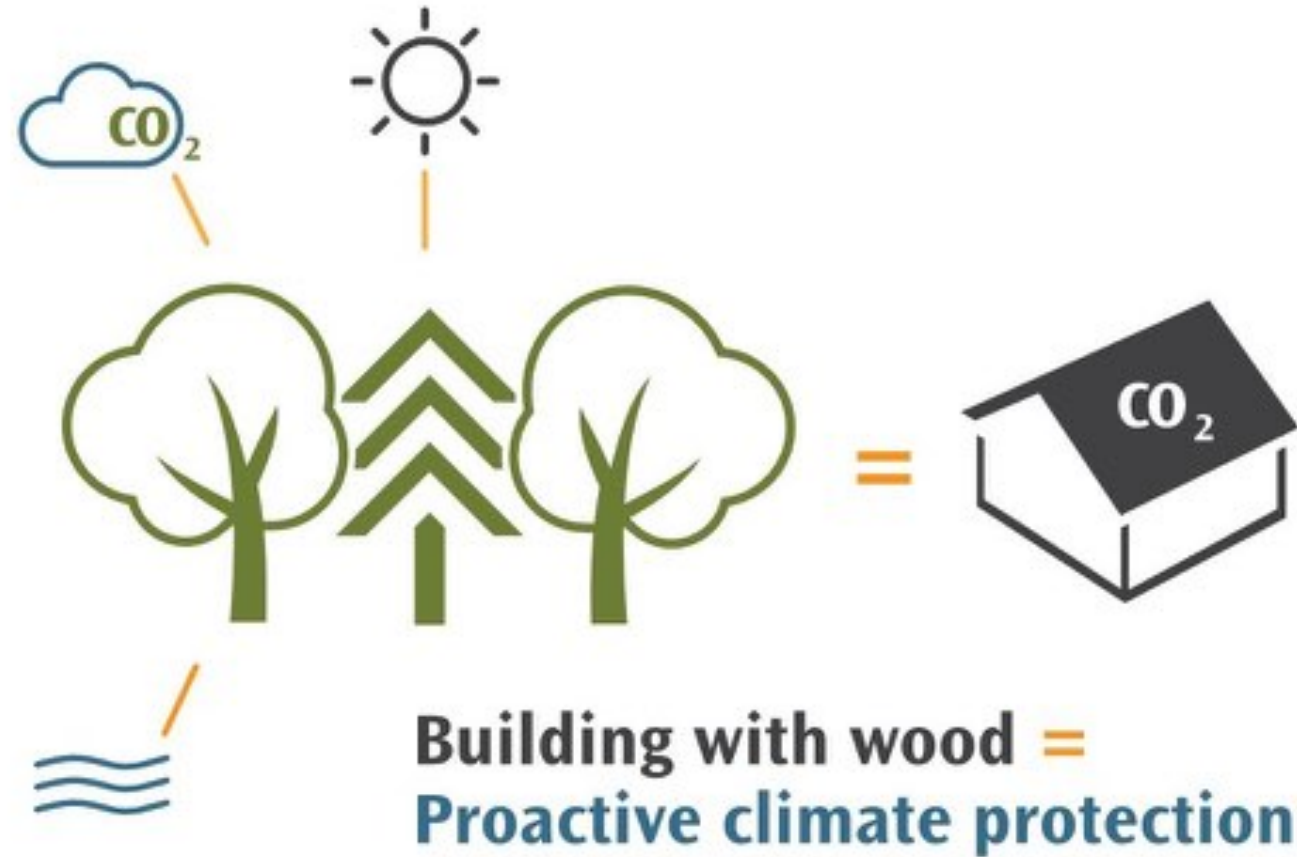 CO₂
CO₂
Building with wood =
Proactive climate protection